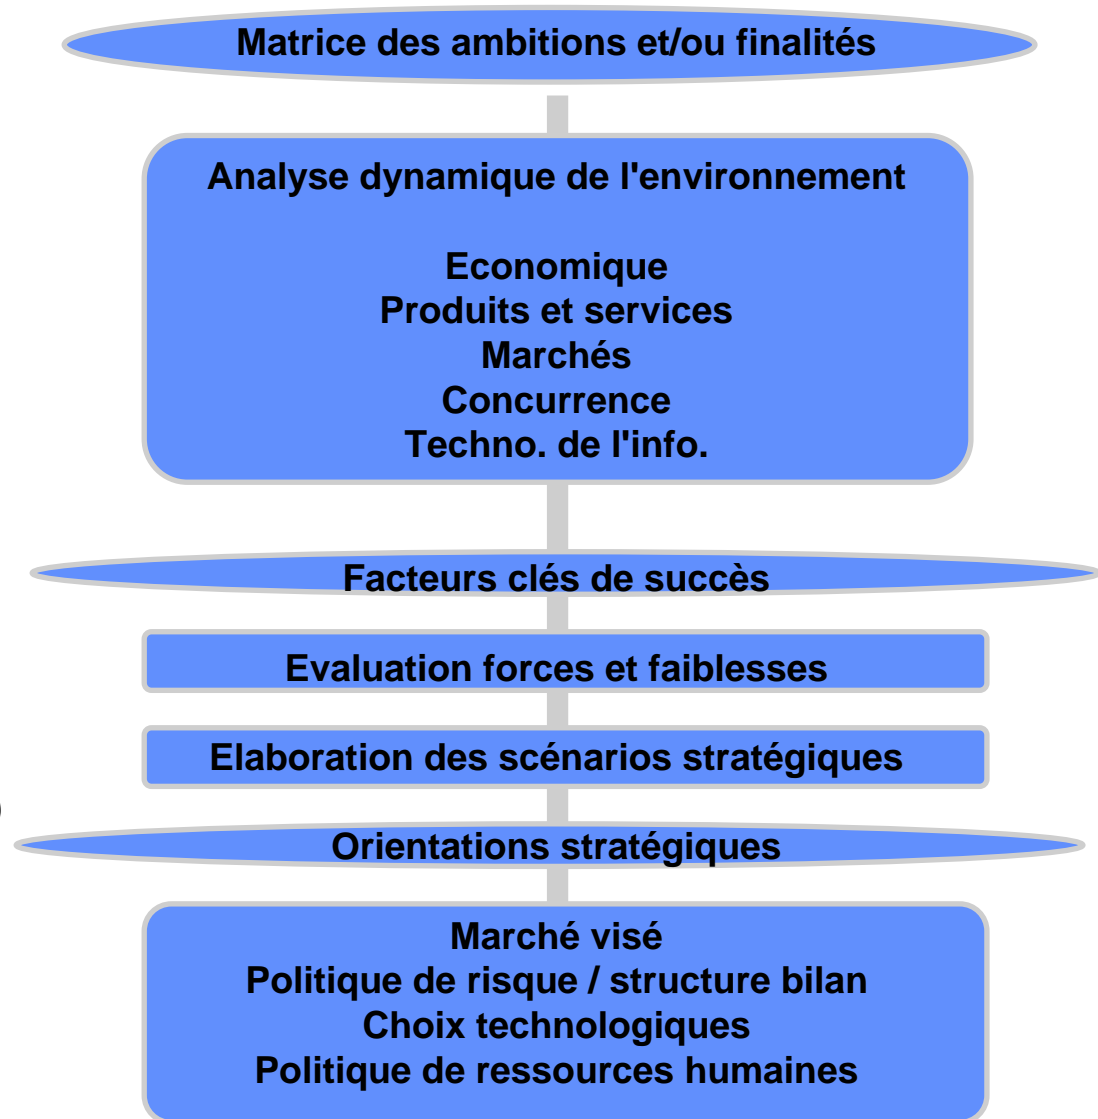 Matrice des ambitions et/ou finalités
Analyse dynamique de l'environnement
Economique
Produits et services
Marchés
Concurrence
Techno. de l'info.
Facteurs clés de succès
Evaluation forces et faiblesses
Elaboration des scénarios stratégiques
)
Orientations stratégiques
Marché visé
Politique de risque / structure bilan
Choix technologiques
Politique de ressources humaines